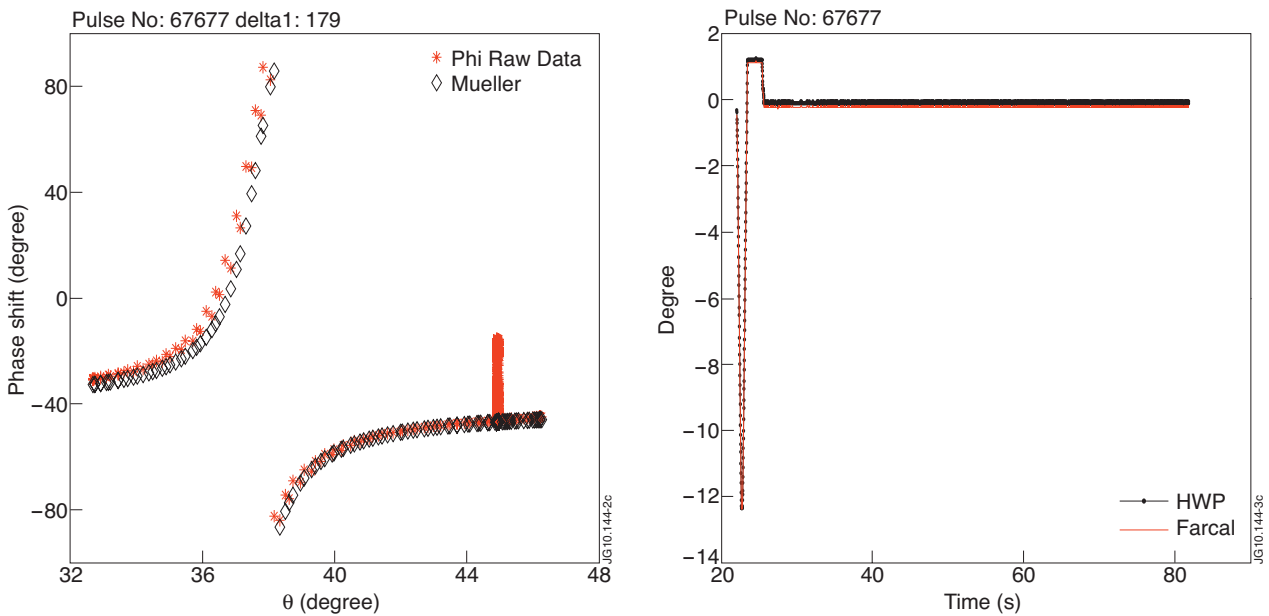 Pulse No: 67677 delta1: 179
Phi Raw Data
Mueller
80
40
0
−40
−80
Phase shift (degree)
32
36
40
44
48
θ (degree)
JG10.144-2c
Pulse No: 67677
2
0
−2
−4
−6
−8
−10
−12
−14
Degree
HWP
Farcal
20
40
60
80
Time (s)
JG10.144-3c